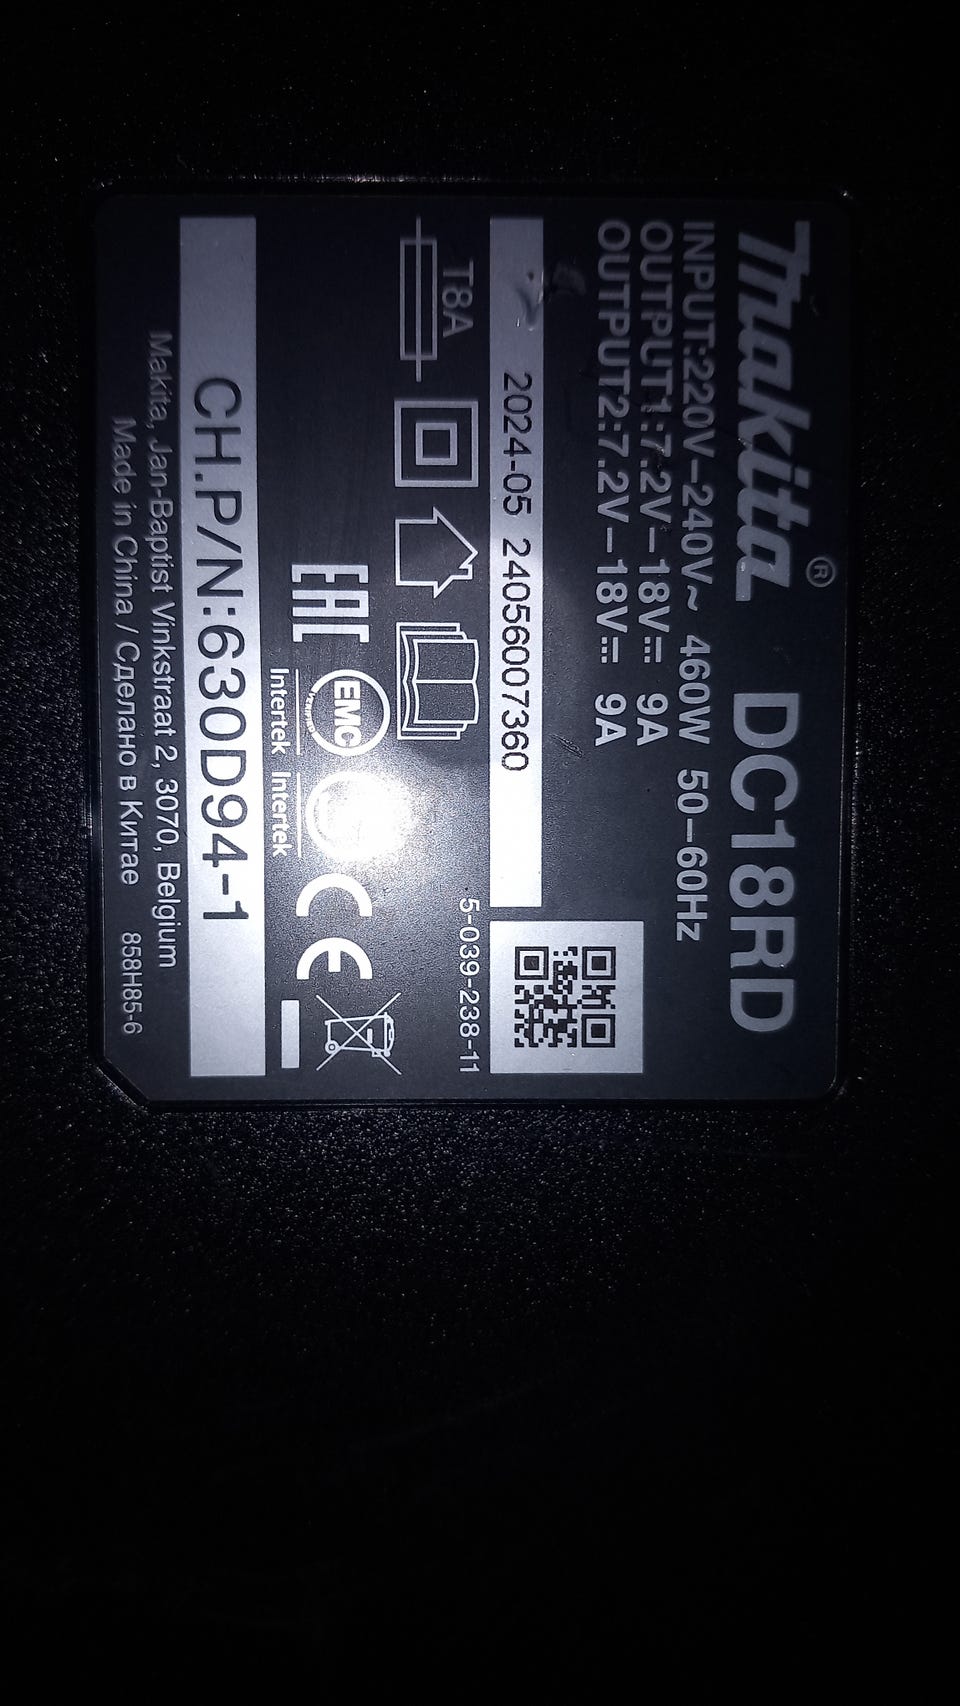 Makita® DC18RD
INPUT:220V–240V~ 460W 50–60Hz
OUTPUT1:7.2V–18V⎓ 9A
OUTPUT2:7.2V–18V⎓ 9A
2024-05 24056007360
5-039-238-11
T8A
EAC EMC CE
Intertek Intertek
CH.P/N:630D94-1
Makita, Jan-Baptist Vinkstraat 2, 3070, Belgium
Made in China / Сделано в Китае 858H85-6